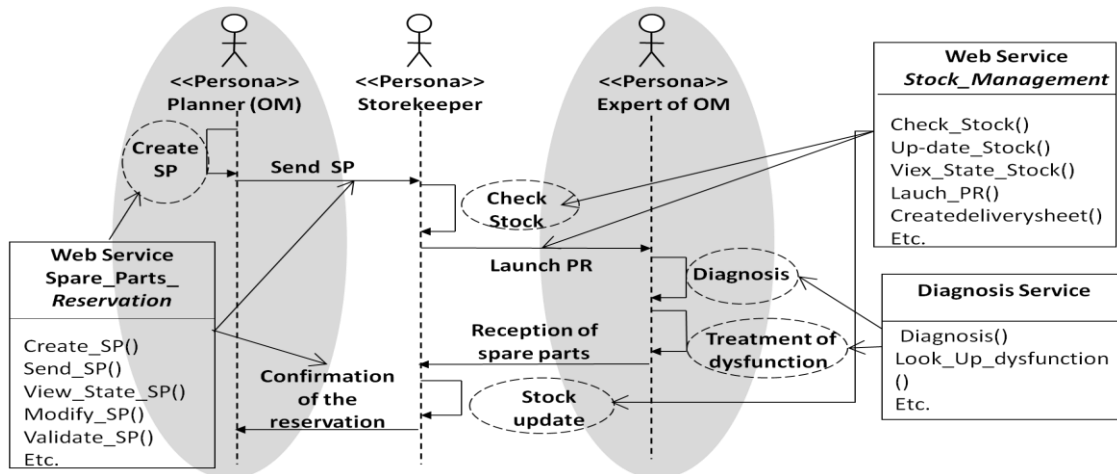 <<Persona>>
Planner (OM)
<<Persona>>
Storekeeper
<<Persona>>
Expert of OM
Web Service
Stock_Management
Check_Stock()
Up-date_Stock()
Viex_State_Stock()
Lauch_PR()
Createdeliverysheet()
Etc.
Create
SP
Send SP
Check
Stock
Launch PR
Web Service
Spare_Parts_
Reservation
Create_SP()
Send_SP()
View_State_SP()
Modify_SP()
Validate_SP()
Etc.
Diagnosis
Treatment of
dysfunction
Diagnosis Service
Diagnosis()
Look_Up_dysfunction
()
Etc.
Reception of
spare parts
Confirmation
of the
reservation
Stock
update